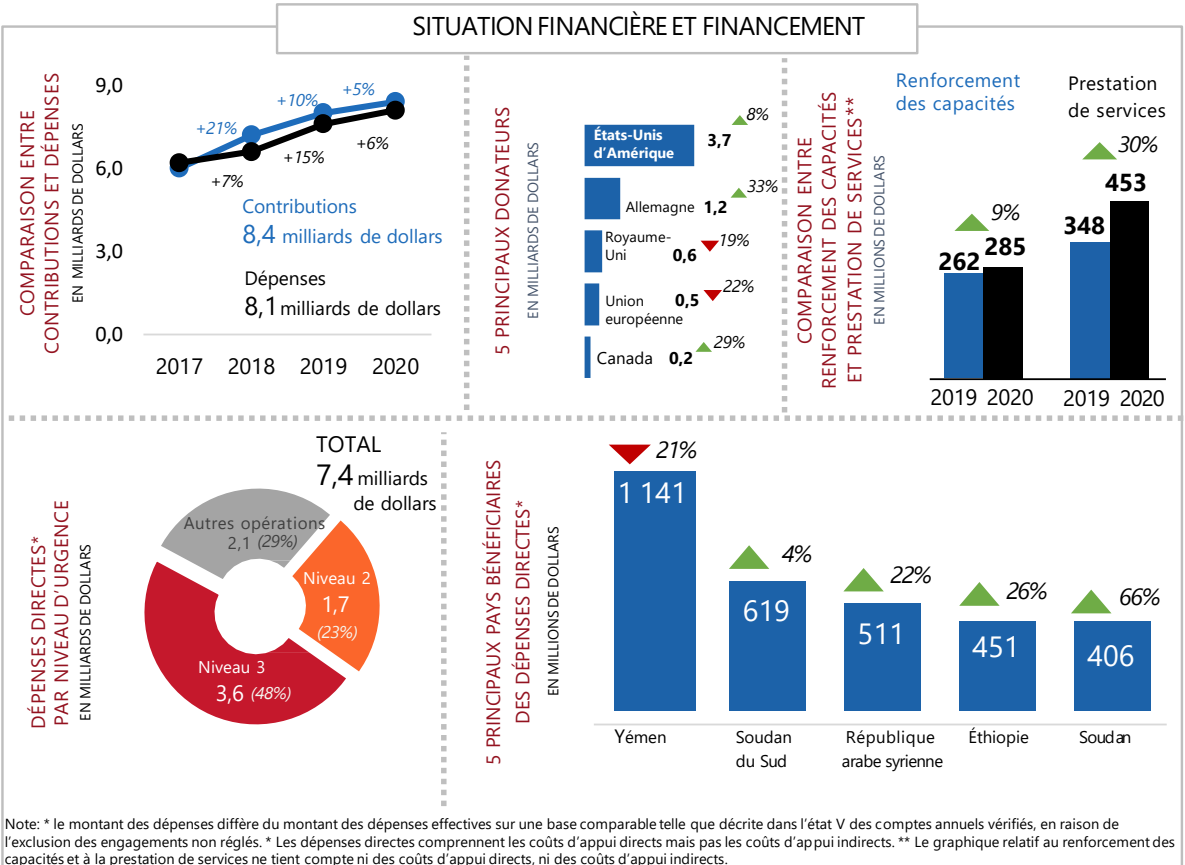 SITUATION FINANCIÈRE ET FINANCEMENT
COMPARAISON ENTRE
CONTRIBUTIONS ET DÉPENSES
EN MILLIARDS DE DOLLARS
9,0
6,0
3,0
0,0
+21%
+10%
+5%
+7%
+15%
+6%
Contributions
8,4 milliards de dollars
Dépenses
8,1 milliards de dollars
2017 2018 2019 2020
5 PRINCIPAUX DONATEURS
EN MILLIARDS DE DOLLARS
États-Unis
d'Amérique
3,7
8%
Allemagne
1,2
33%
Royaume-
Uni
0,6
19%
Union
européenne
0,5
22%
Canada
0,2
29%
COMPARAISON ENTRE
RENFORCEMENT DES CAPACITÉS
ET PRESTATION DE SERVICES**
EN MILLIONS DE DOLLARS
Renforcement
des capacités
Prestation
de services
9%
262
285
30%
348
453
2019 2020
2019 2020
DÉPENSES DIRECTES*
PAR NIVEAU D'URGENCE
EN MILLIARDS DE DOLLARS
TOTAL
7,4 milliards
de dollars
Autres opérations
2,1 (29%)
Niveau 2
1,7
(23%)
Niveau 3
3,6 (48%)
5 PRINCIPAUX PAYS BÉNÉFICIAIRES
DES DÉPENSES DIRECTES*
EN MILLIONS DE DOLLARS
21%
1 141
Yémen
4%
619
Soudan
du Sud
22%
511
République
arabe syrienne
26%
451
Éthiopie
66%
406
Soudan
Note: * le montant des dépenses diffère du montant des dépenses effectives sur une base comparable telle que décrite dans l'état V des comptes annuels vérifiés, en raison de
l'exclusion des engagements non réglés. * Les dépenses directes comprennent les coûts d'appui directs mais pas les coûts d'appui indirects. ** Le graphique relatif au renforcement des
capacités et à la prestation de services ne tient compte ni des coûts d'appui directs, ni des coûts d'appui indirects.